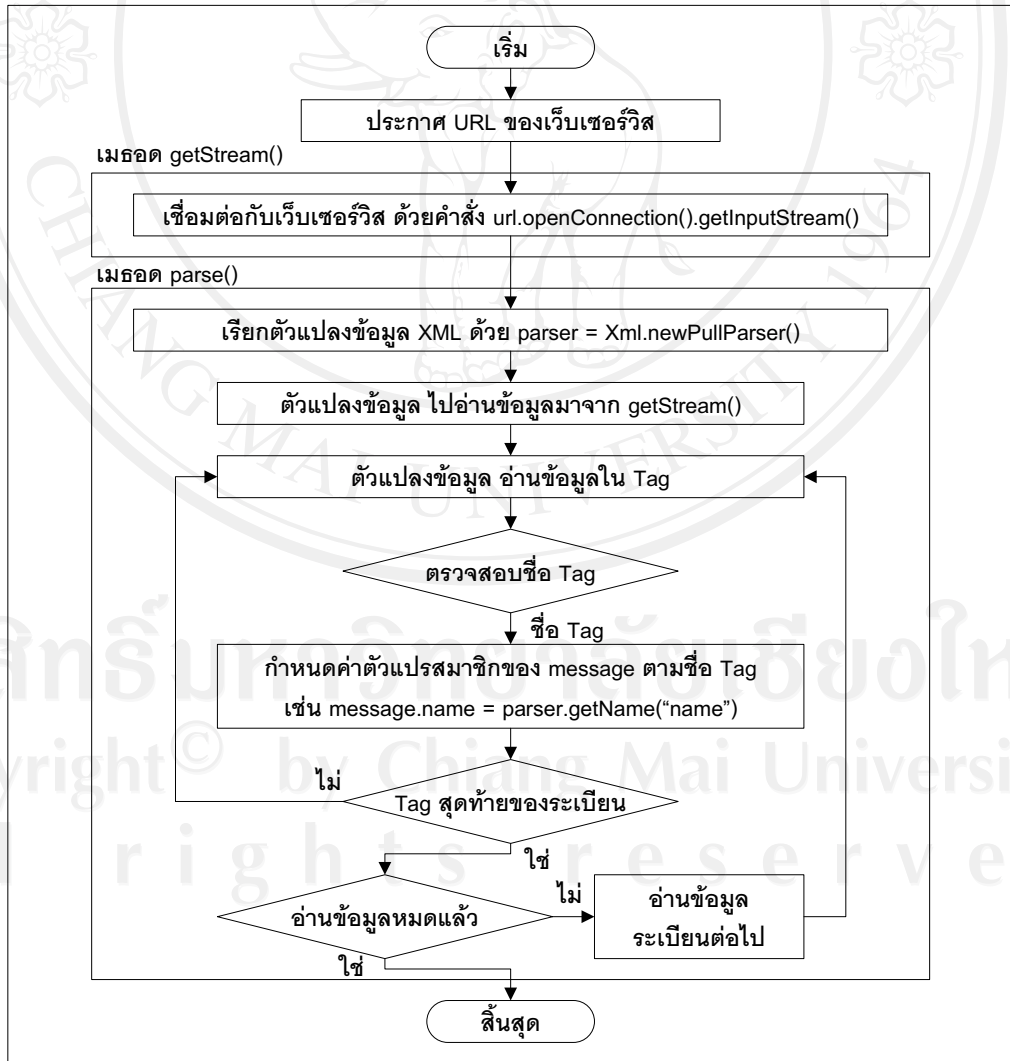 เริ่ม
ประกาศ URL ของเว็บเซอร์วิส
เมธอด getStream()
เชื่อมต่อกับเว็บเซอร์วิส ด้วยคำสั่ง url.openConnection().getInputStream()
เมธอด parse()
เรียกตัวแปลงข้อมูล XML ด้วย parser = Xml.newPullParser()
ตัวแปลงข้อมูล ไปอ่านข้อมูลมาจาก getStream()
ตัวแปลงข้อมูล อ่านข้อมูลใน Tag
ตรวจสอบชื่อ Tag
ชื่อ Tag
กำหนดค่าตัวแปรสมาชิกของ message ตามชื่อ Tag
เช่น message.name = parser.getName(“name”)
ไม่
Tag สุดท้ายของระเบียน
ใช่
อ่านข้อมูลหมดแล้ว
ไม่
อ่านข้อมูล
ระเบียนต่อไป
ใช่
สิ้นสุด
CHIANG MAI UNIVERSITY 1964
สิทธิ์มหาวิทยาลัยเชียงให
yright© by Chiang Mai Universi
rights reserve